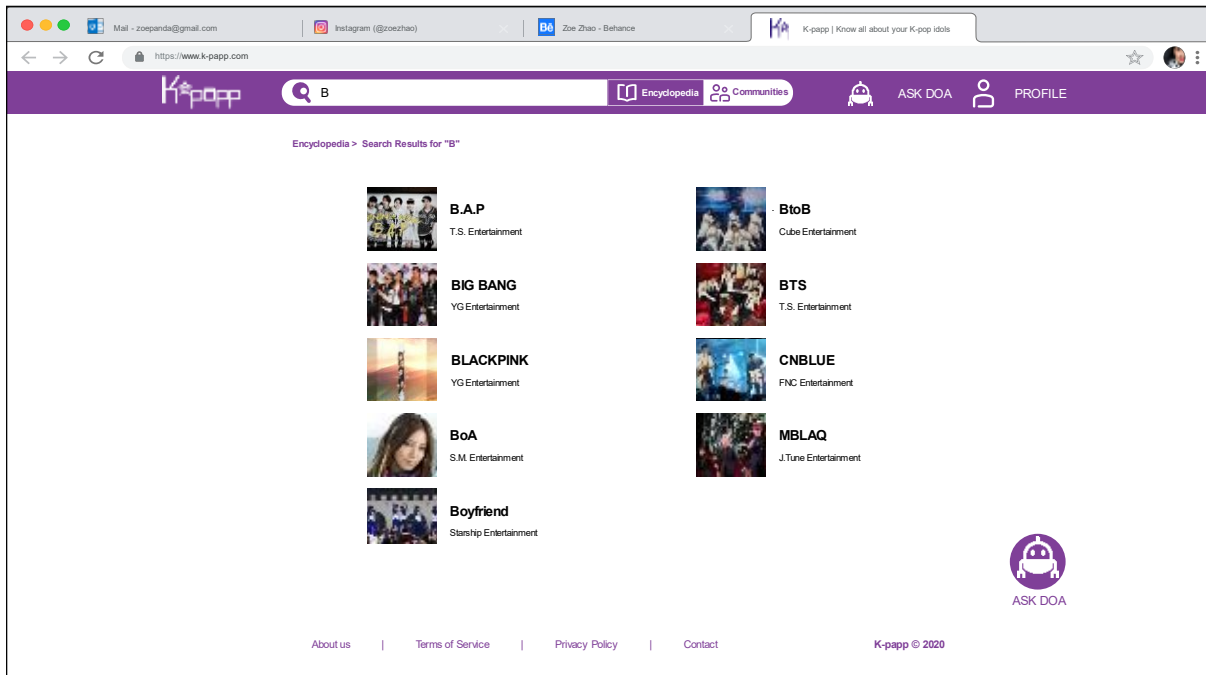 Mail - zoepanda@gmail.com
Instagram (@zoezhao)
Bē Zoe Zhao - Behance
K-papp | Know all about your K-pop idols
https://www.k-papp.com
K-papp
B
Encyclopedia
Communities
ASK DOA
PROFILE
Encyclopedia > Search Results for "B"
B.A.P
T.S. Entertainment
BtoB
Cube Entertainment
BIG BANG
YG Entertainment
BTS
T.S. Entertainment
BLACKPINK
YG Entertainment
CNBLUE
FNC Entertainment
BoA
S.M. Entertainment
MBLAQ
J.Tune Entertainment
Boyfriend
Starship Entertainment
ASK DOA
About us | Terms of Service | Privacy Policy | Contact
K-papp © 2020